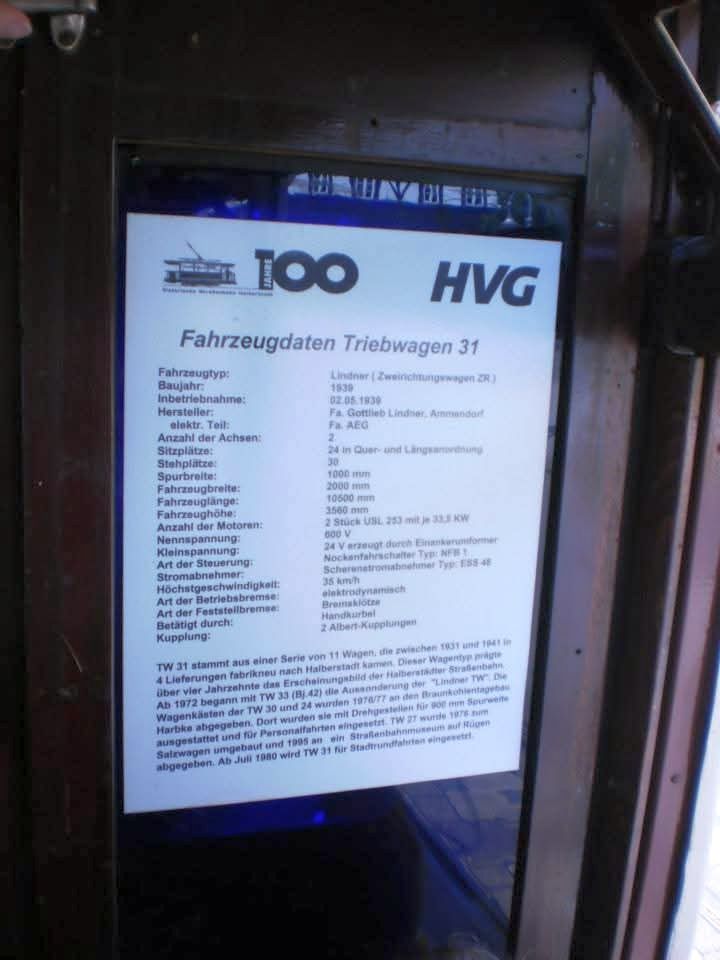 100
JAHRE
Elektrische Straßenbahn Halberstadt
HVG
Fahrzeugdaten Triebwagen 31
Fahrzeugtyp: Lindner ( Zweirichtungswagen ZR.)
Baujahr: 1939
Inbetriebnahme: 02.05.1939
Hersteller: Fa. Gottlieb Lindner, Ammendorf
elektr. Teil: Fa. AEG
Anzahl der Achsen: 2
Sitzplätze: 24 in Quer- und Längsanordnung
Stehplätze: 30
Spurbreite: 1000 mm
Fahrzeugbreite: 2000 mm
Fahrzeuglänge: 10500 mm
Fahrzeughöhe: 3560 mm
Anzahl der Motoren: 2 Stück USL 253 mit je 33,5 KW
Nennspannung: 600 V
Kleinspannung: 24 V erzeugt durch Einankerumformer
Art der Steuerung: Nockenfahrschalter Typ: NFB 1
Stromabnehmer: Scherenstromabnehmer Typ: ESS 46
Höchstgeschwindigkeit: 35 km/h
Art der Betriebsbremse: elektrodynamisch
Art der Feststellbremse: Bremsklötze
Betätigt durch: Handkurbel
Kupplung: 2 Albert-Kupplungen
TW 31 stammt aus einer Serie von 11 Wagen, die zwischen 1931 und 1941 in
4 Lieferungen fabrikneu nach Halberstadt kamen. Dieser Wagentyp prägte
über vier Jahrzehnte das Erscheinungsbild der Halberstädter Straßenbahn.
Ab 1972 begann mit TW 33 (Bj.42) die Aussonderung der "Lindner TW". Die
Wagenkästen der TW 30 und 24 wurden 1976/77 an den Braunkohlentagebau
Harbke abgegeben. Dort wurden sie mit Drehgestellen für 900 mm Spurweite
ausgestattet und für Personalfahrten eingesetzt. TW 27 wurde 1976 zum
Salzwagen umgebaut und 1995 an ein Straßenbahnmuseum auf Rügen
abgegeben. Ab Juli 1980 wird TW 31 für Stadtrundfahrten eingesetzt.